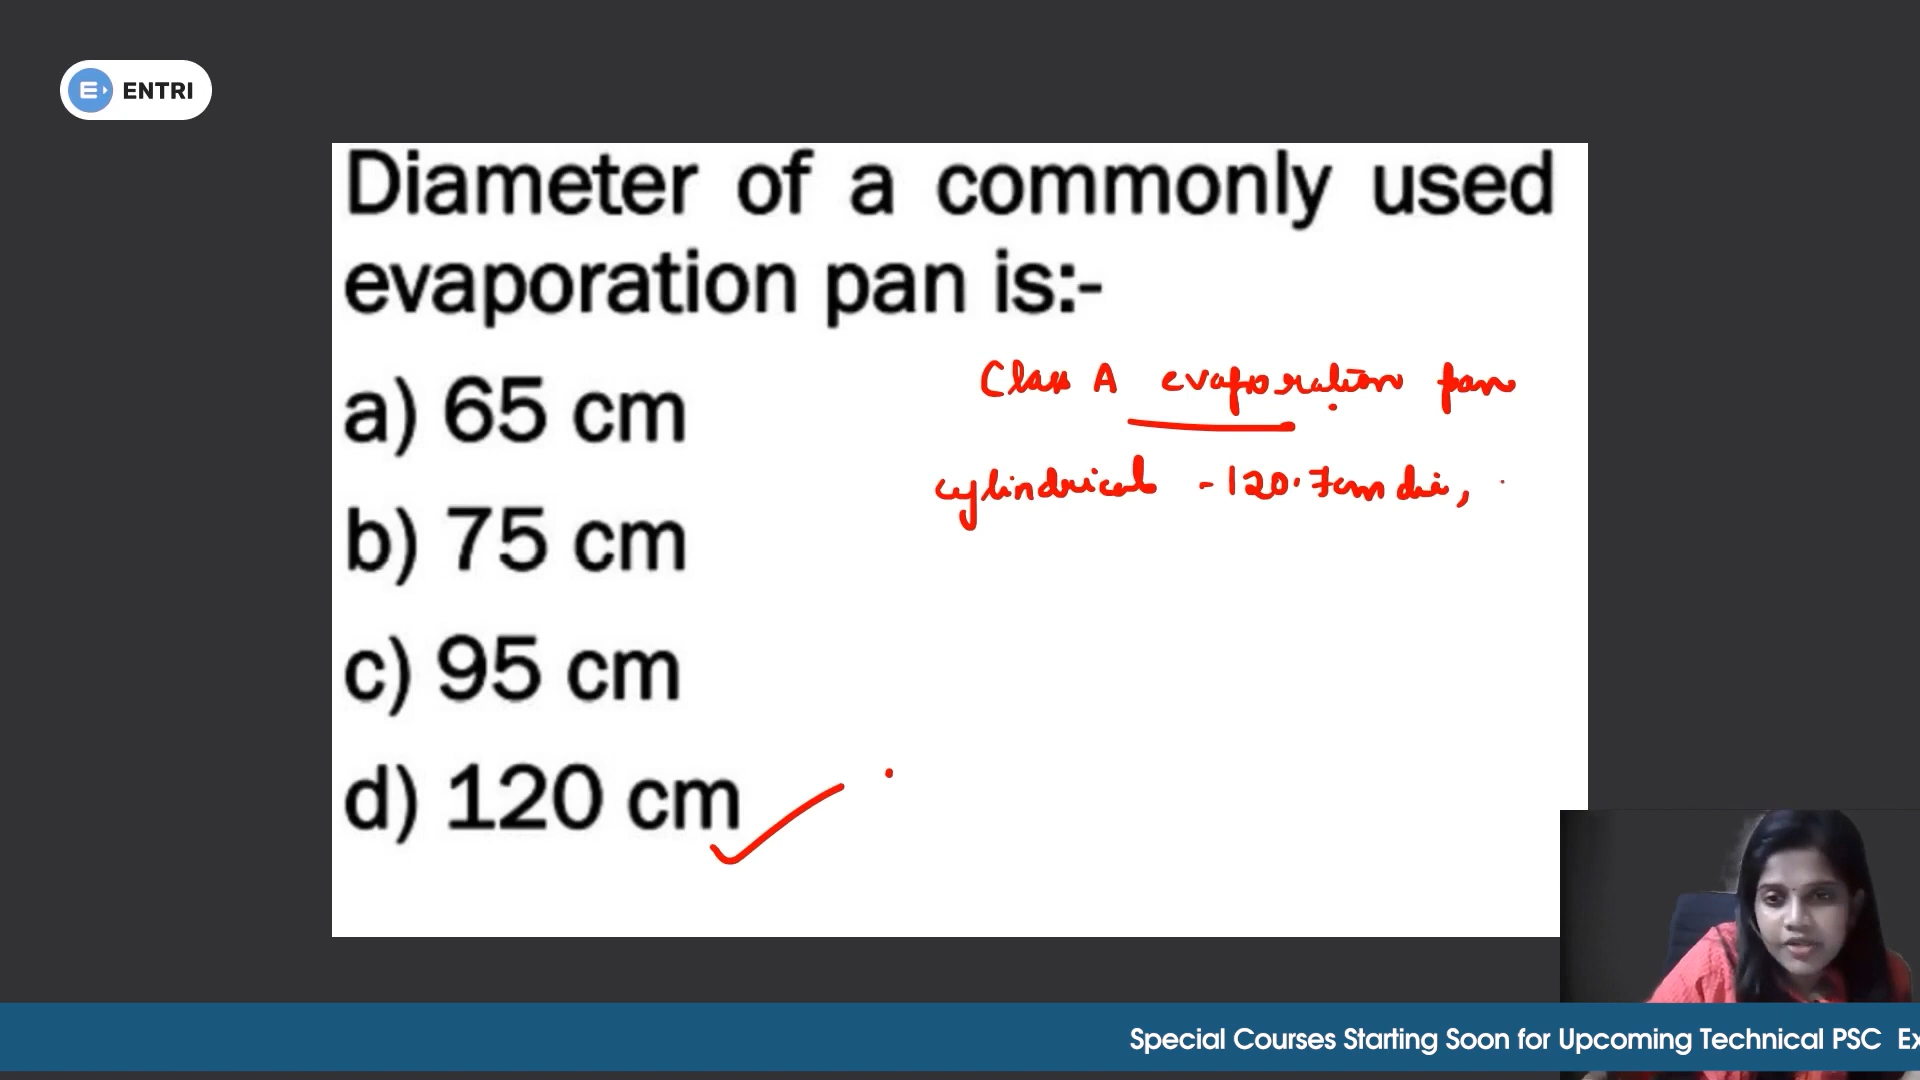 ENTRI
Diameter of a commonly used
evaporation pan is:-
a) 65 cm
b) 75 cm
c) 95 cm
d) 120 cm
Class A evaporation pan
cylindrical - 120.7cm dia,
Special Courses Starting Soon for Upcoming Technical PSC Ex